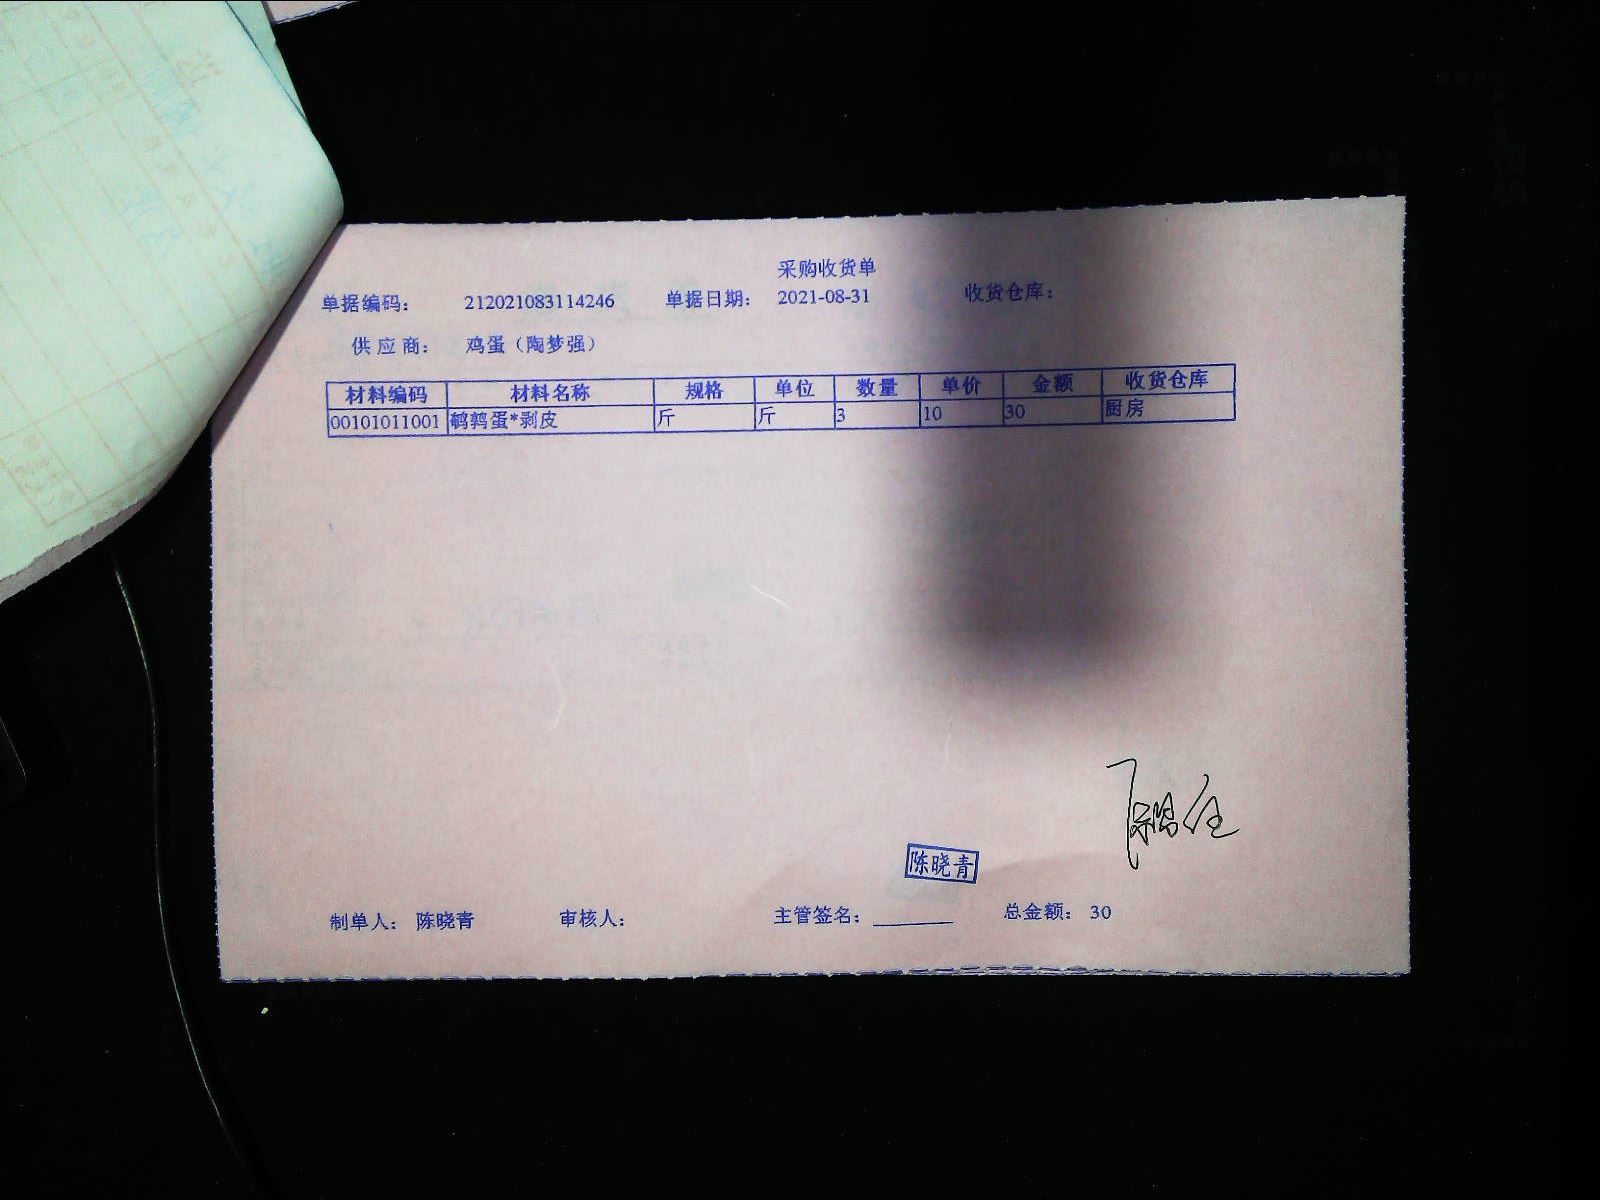 采购收货单
单据编码： 212021083114246 单据日期： 2021-08-31 收货仓库：
供应商： 鸡蛋（陶梦强）
材料编码 材料名称 规格 单位 数量 单价 金额 收货仓库
00101011001 鹌鹑蛋*剥皮 斤 斤 3 10 30 厨房
陈晓青
制单人： 陈晓青 审核人： 主管签名： 总金额： 30